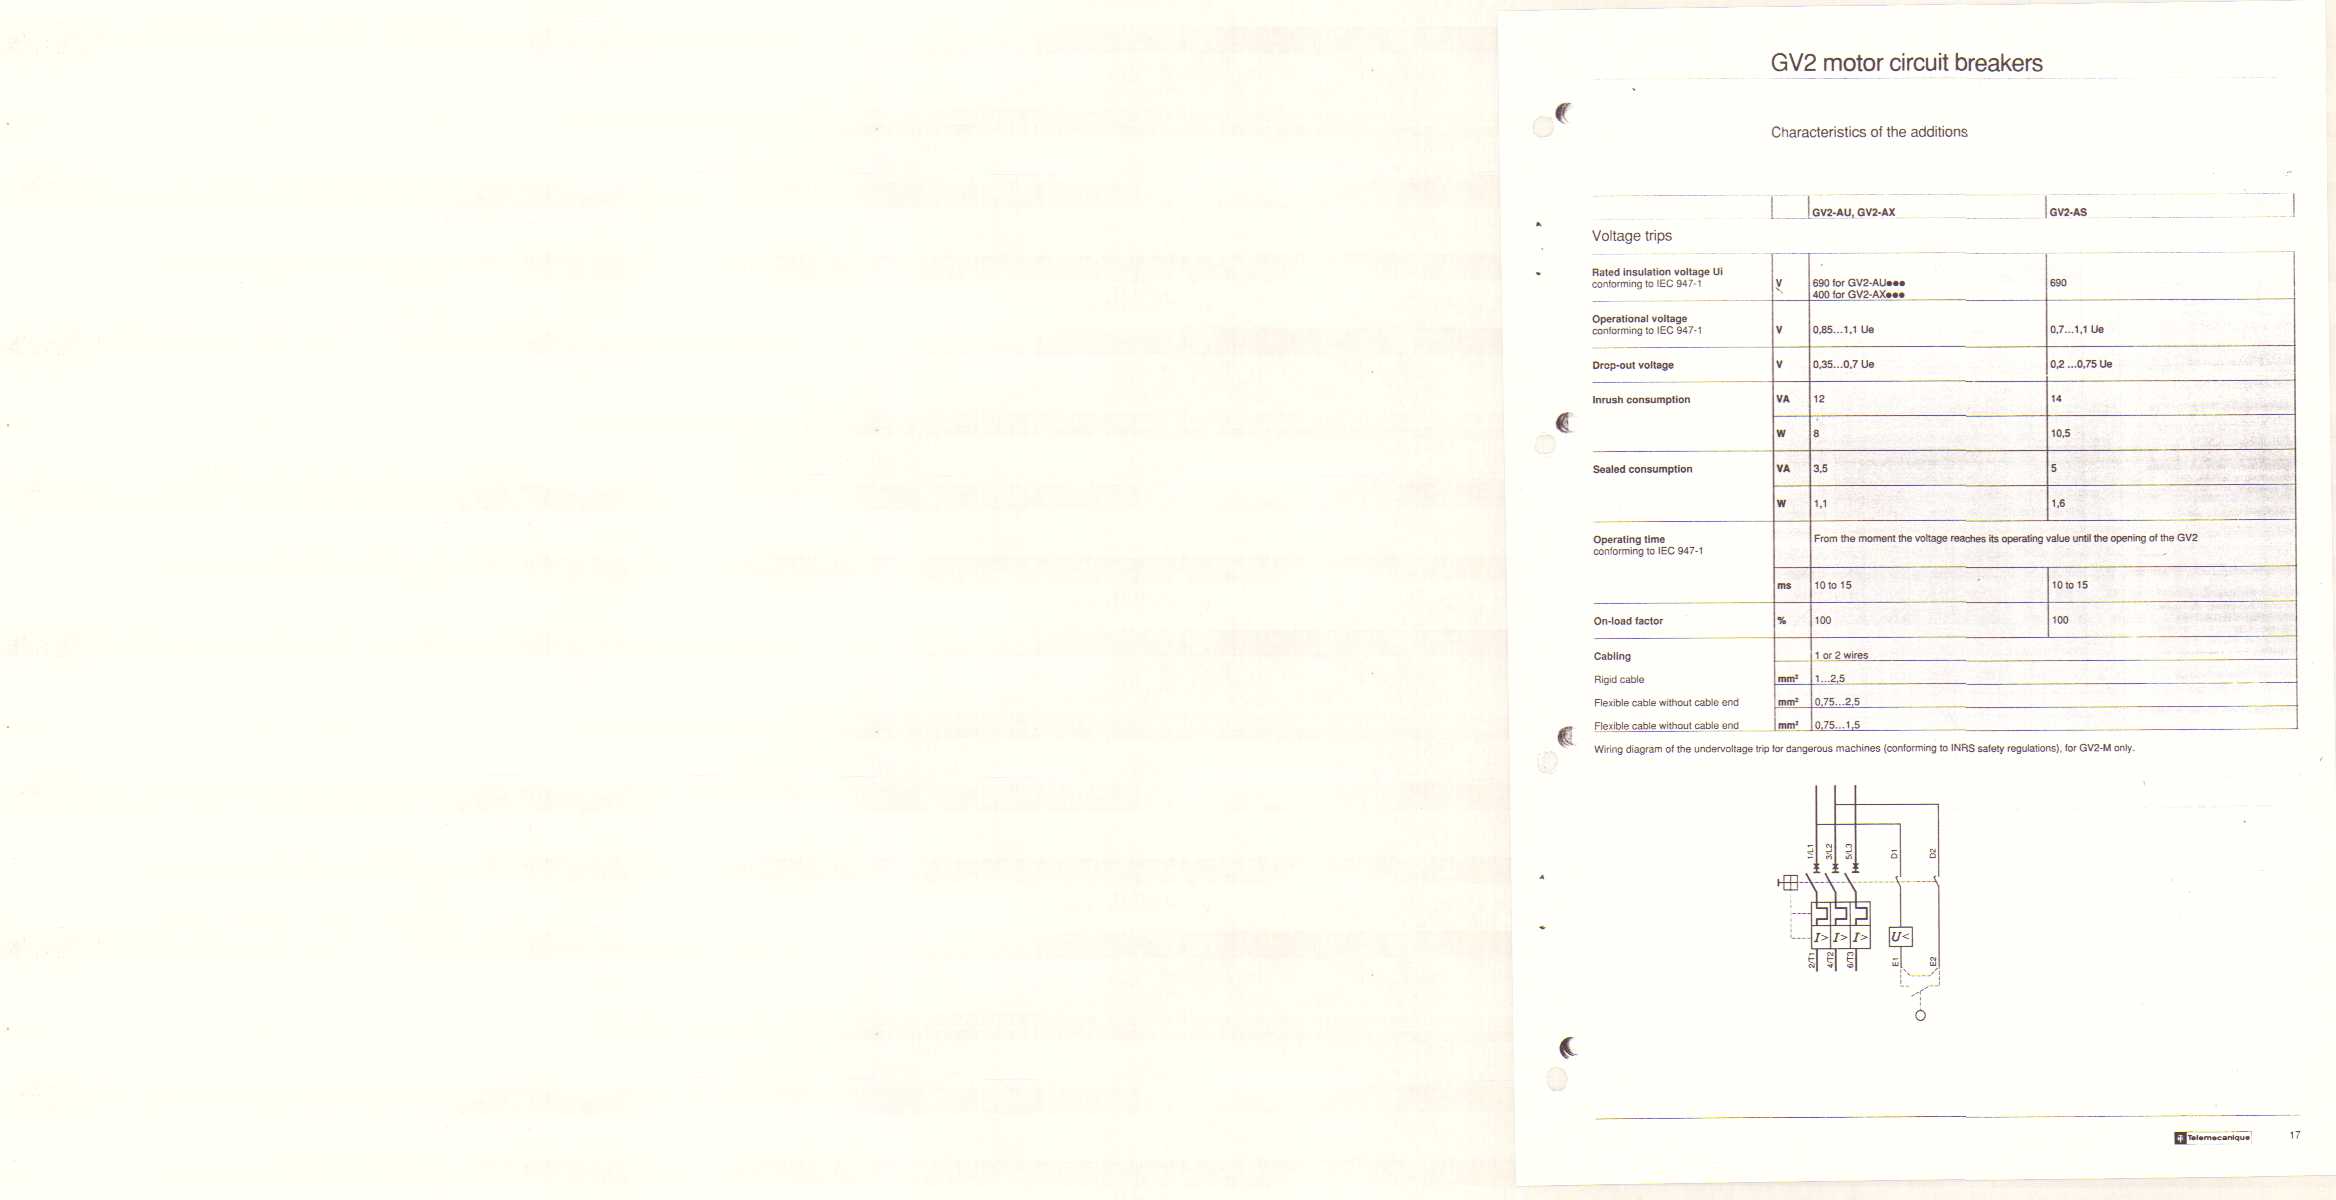 GV2 motor circuit breakers
Characteristics of the additions
GV2-AU, GV2-AX GV2-AS
Voltage trips
Rated insulation voltage Ui
conforming to IEC 947-1 V 690 for GV2-AU●●● 690
400 for GV2-AX●●●
Operational voltage
conforming to IEC 947-1 V 0,85...1,1 Ue 0,7...1,1 Ue
Drop-out voltage V 0,35...0,7 Ue 0,2 ...0,75 Ue
Inrush consumption VA 12 14
W 8 10,5
Sealed consumption VA 3,5 5
W 1,1 1,6
Operating time From the moment the voltage reaches its operating value until the opening of the GV2
conforming to IEC 947-1
ms 10 to 15 10 to 15
On-load factor % 100 100
Cabling 1 or 2 wires
Rigid cable mm² 1...2,5
Flexible cable without cable end mm² 0,75...2,5
Flexible cable without cable end mm² 0,75...1,5
Wiring diagram of the undervoltage trip for dangerous machines (conforming to INRS safety regulations), for GV2-M only.
1/L1 3/L2 5/L3 D1 D2
I> I> I> U<
2/T1 4/T2 6/T3 E1 E2
Telemecanique 17